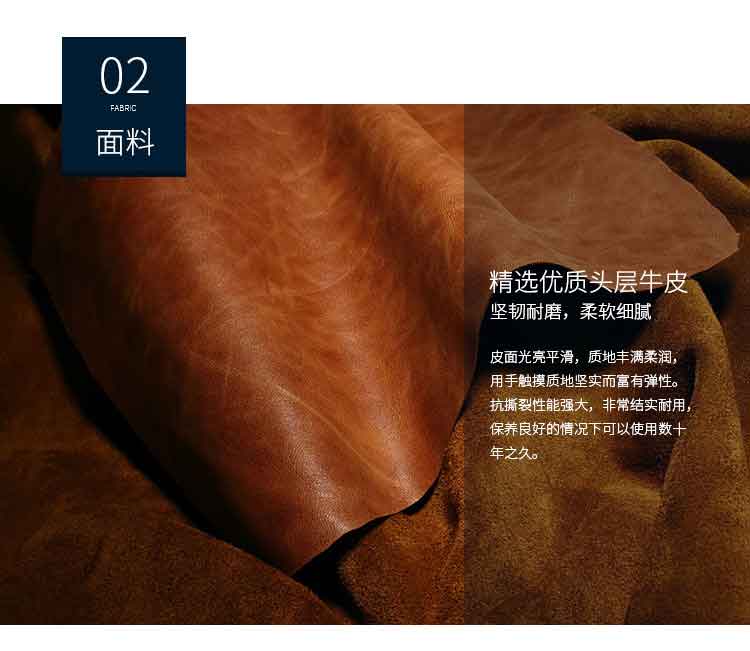 02
FABRIC
面料
精选优质头层牛皮
坚韧耐磨，柔软细腻
皮面光亮平滑，质地丰满柔润，
用手触摸质地坚实而富有弹性。
抗撕裂性能强大，非常结实耐用，
保养良好的情况下可以使用数十
年之久。